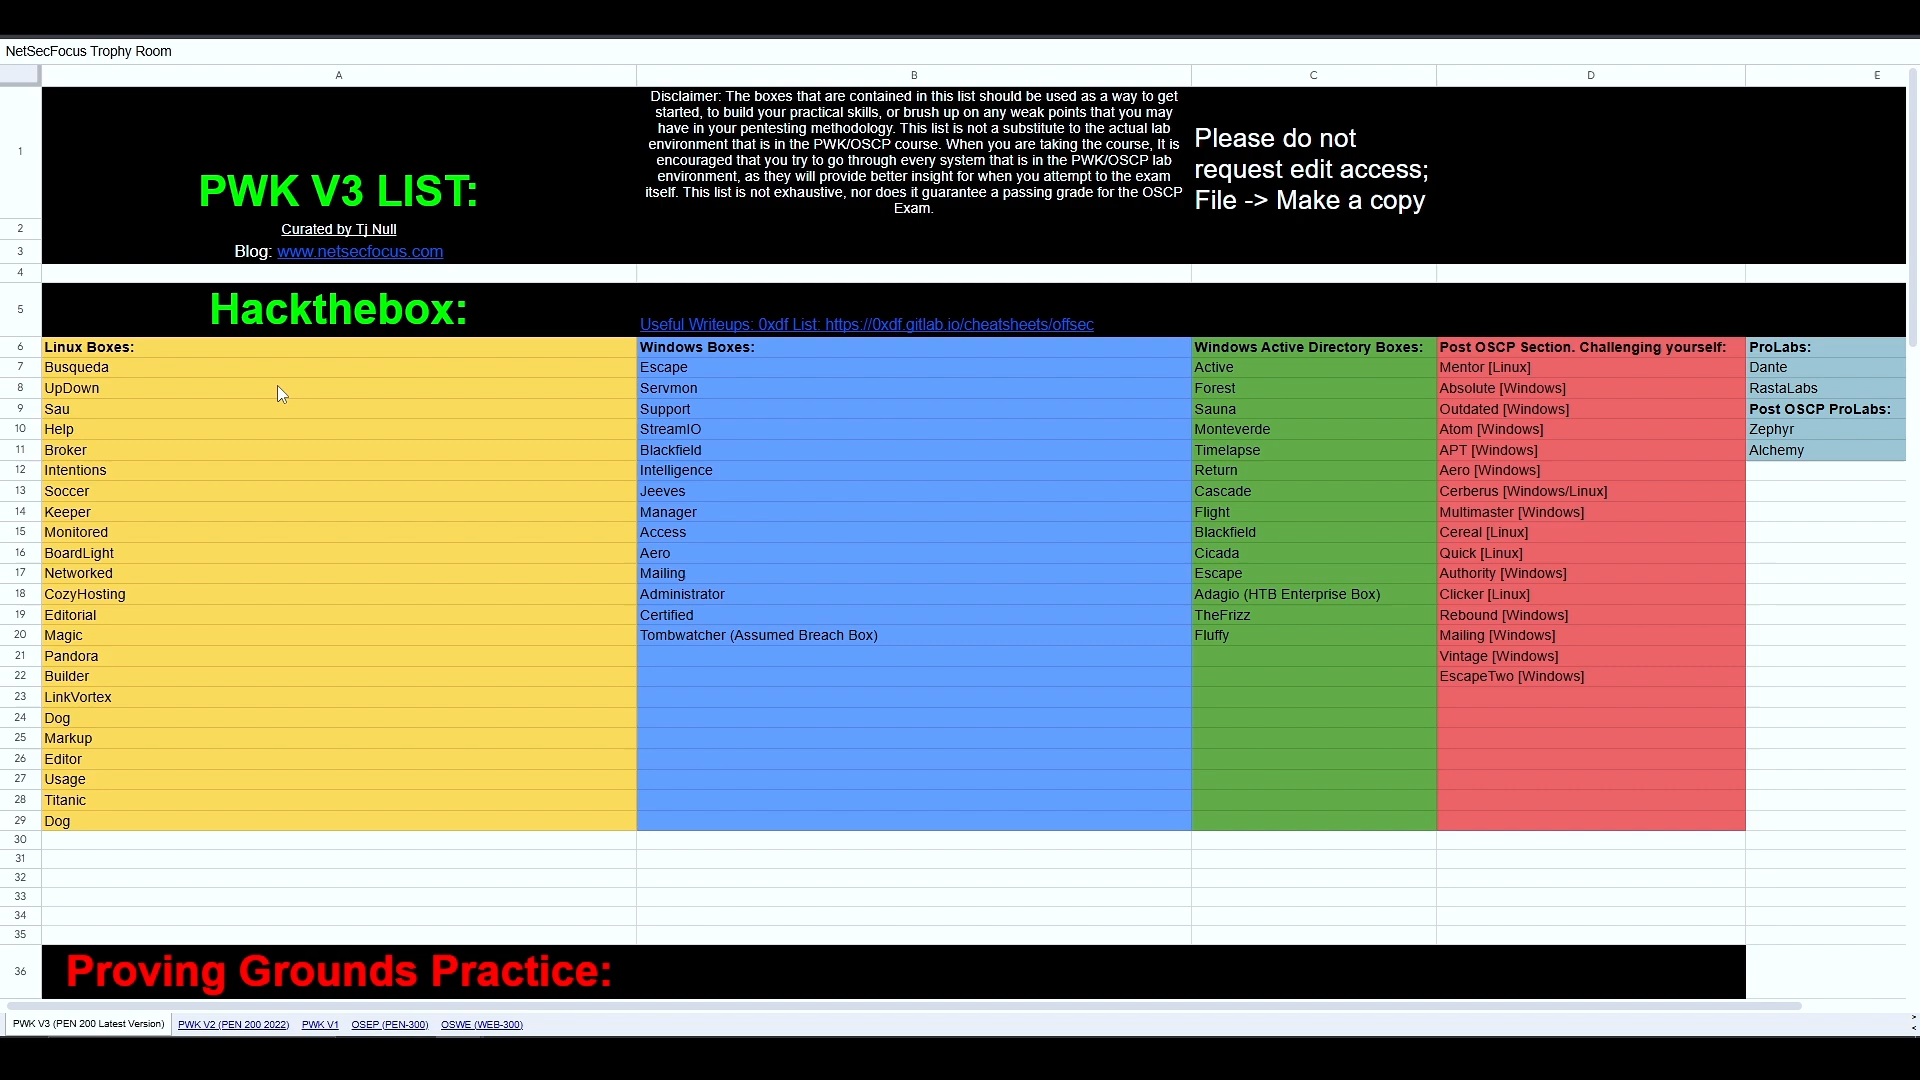 NetSecFocus Trophy Room
A B C D E
1
Disclaimer: The boxes that are contained in this list should be used as a way to get
started, to build your practical skills, or brush up on any weak points that you may
have in your pentesting methodology. This list is not a substitute to the actual lab
environment that is in the PWK/OSCP course. When you are taking the course, It is
encouraged that you try to go through every system that is in the PWK/OSCP lab
environment, as they will provide better insight for when you attempt to the exam
itself. This list is not exhaustive, nor does it guarantee a passing grade for the OSCP
Exam.
Please do not
request edit access;
File -> Make a copy
PWK V3 LIST:
2 Curated by Tj Null
3 Blog: www.netsecfocus.com
4
5 Hackthebox: Useful Writeups: 0xdf List: https://0xdf.gitlab.io/cheatsheets/offsec
6 Linux Boxes: Windows Boxes: Windows Active Directory Boxes: Post OSCP Section. Challenging yourself: ProLabs:
7 Busqueda Escape Active Mentor [Linux] Dante
8 UpDown Servmon Forest Absolute [Windows] RastaLabs
9 Sau Support Sauna Outdated [Windows] Post OSCP ProLabs:
10 Help StreamIO Monteverde Atom [Windows] Zephyr
11 Broker Blackfield Timelapse APT [Windows] Alchemy
12 Intentions Intelligence Return Aero [Windows]
13 Soccer Jeeves Cascade Cerberus [Windows/Linux]
14 Keeper Manager Flight Multimaster [Windows]
15 Monitored Access Blackfield Cereal [Linux]
16 BoardLight Aero Cicada Quick [Linux]
17 Networked Mailing Escape Authority [Windows]
18 CozyHosting Administrator Adagio (HTB Enterprise Box) Clicker [Linux]
19 Editorial Certified TheFrizz Rebound [Windows]
20 Magic Tombwatcher (Assumed Breach Box) Fluffy Mailing [Windows]
21 Pandora Vintage [Windows]
22 Builder EscapeTwo [Windows]
23 LinkVortex
24 Dog
25 Markup
26 Editor
27 Usage
28 Titanic
29 Dog
30
31
32
33
34
35
36 Proving Grounds Practice:
PWK V3 (PEN 200 Latest Version) PWK V2 (PEN 200 2022) PWK V1 OSEP (PEN-300) OSWE (WEB-300)